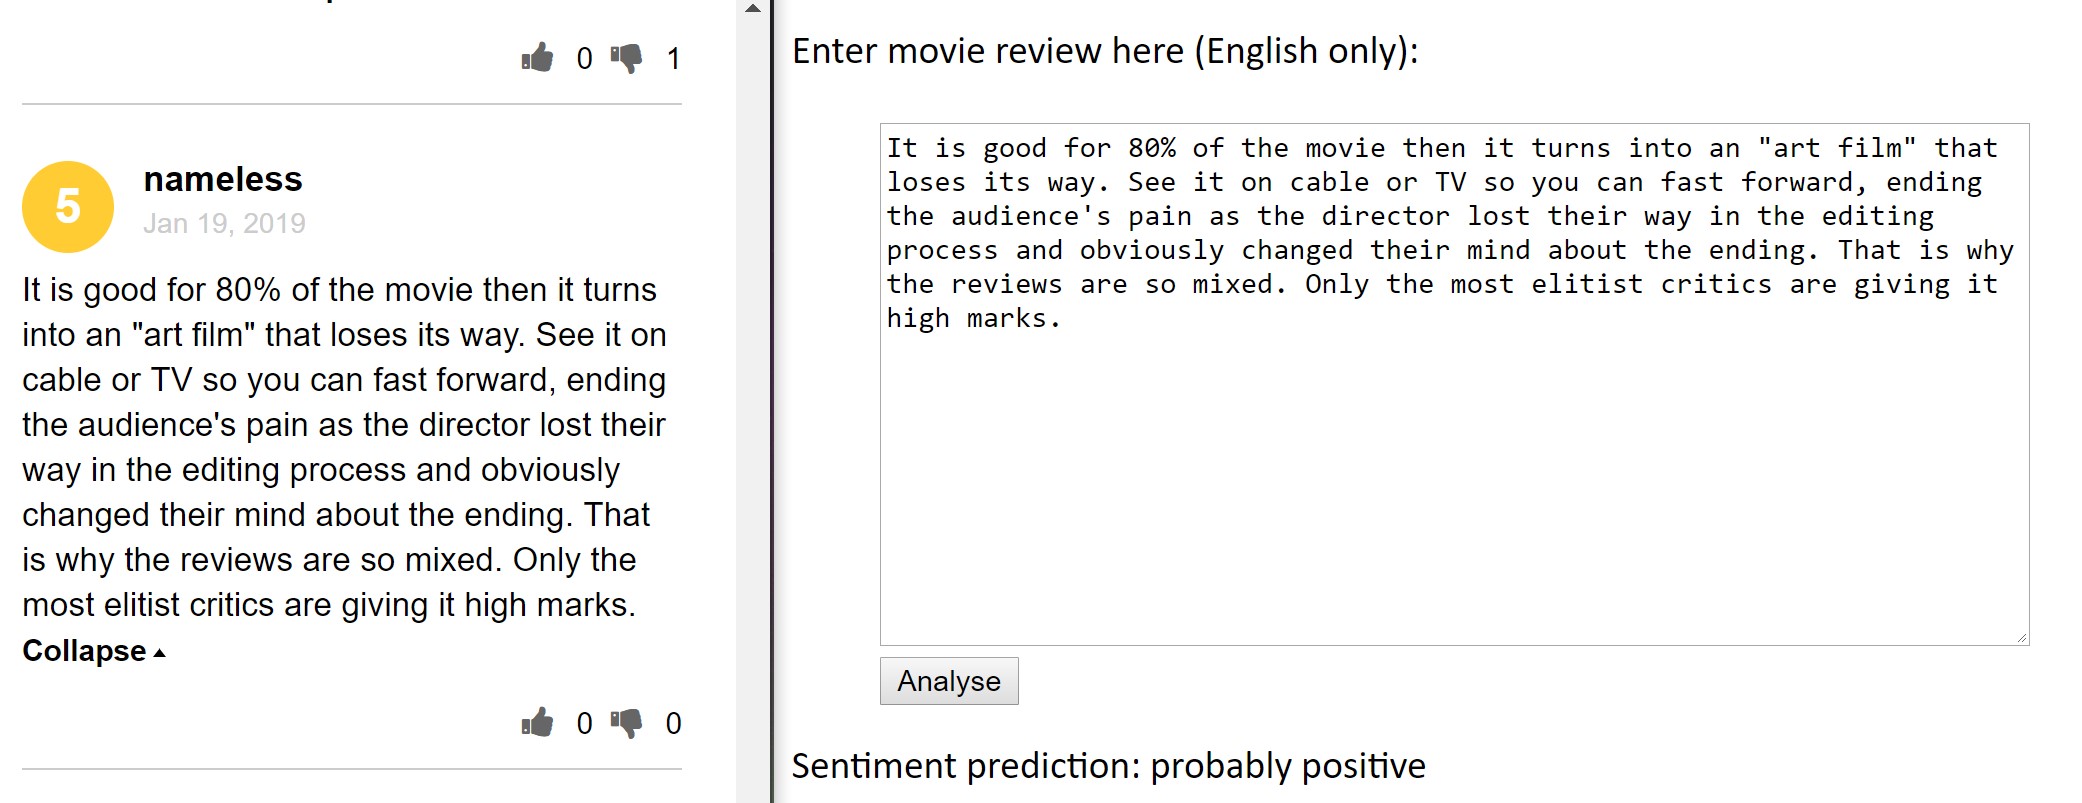 0 1
nameless
5
Jan 19, 2019
It is good for 80% of the movie then it turns
into an "art film" that loses its way. See it on
cable or TV so you can fast forward, ending
the audience's pain as the director lost their
way in the editing process and obviously
changed their mind about the ending. That
is why the reviews are so mixed. Only the
most elitist critics are giving it high marks.
Collapse
0 0
Enter movie review here (English only):
It is good for 80% of the movie then it turns into an "art film" that
loses its way. See it on cable or TV so you can fast forward, ending
the audience's pain as the director lost their way in the editing
process and obviously changed their mind about the ending. That is why
the reviews are so mixed. Only the most elitist critics are giving it
high marks.
Analyse
Sentiment prediction: probably positive